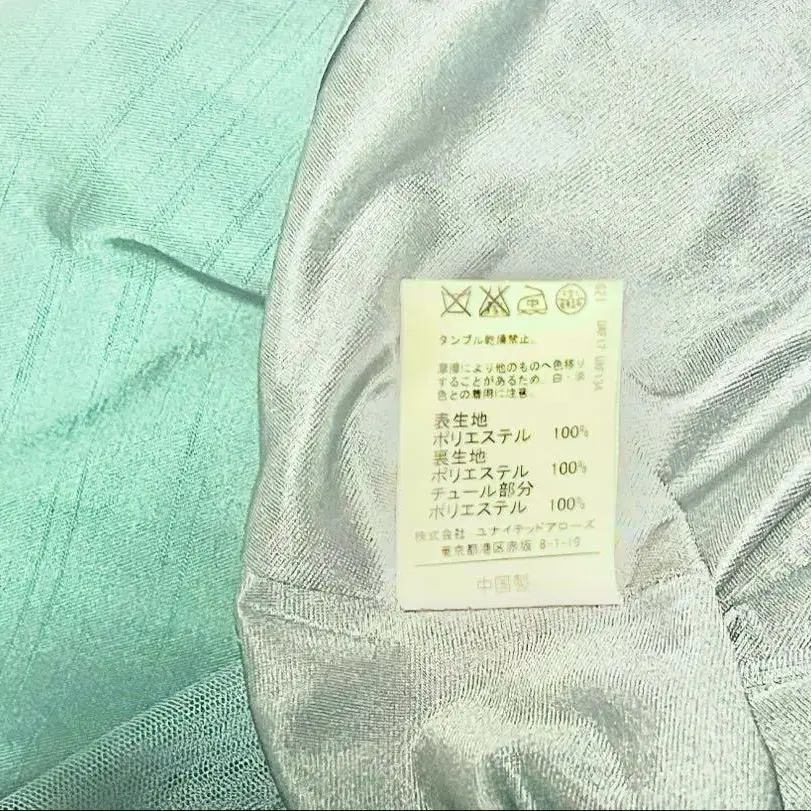 タンブル乾燥禁止。
摩擦により他のものへ色移り
することがあるため、白・淡
色との着用に注意。
表生地
ポリエステル 100%
裏生地
ポリエステル 100%
チュール部分
ポリエステル 100%
株式会社 ユナイテッドアローズ
東京都港区赤坂 8-1-19
中国製